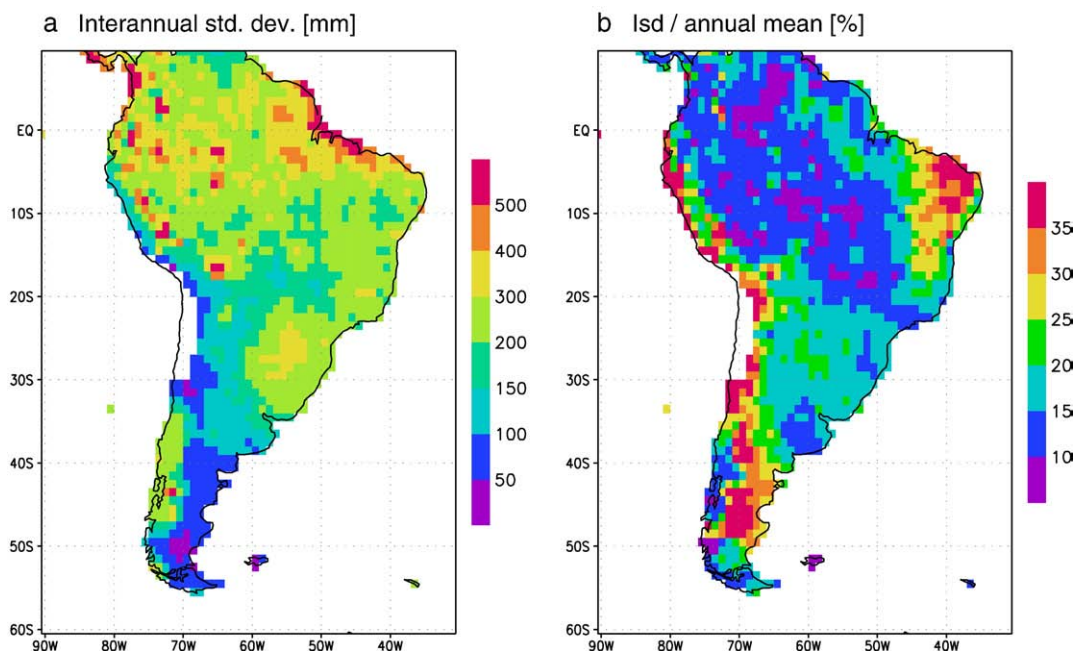 a Interannual std. dev. [mm]
b Isd / annual mean [%]
EQ
10S
20S
30S
40S
50S
60S
90W 80W 70W 60W 50W 40W
500
400
300
200
150
100
50
EQ
10S
20S
30S
40S
50S
60S
90W 80W 70W 60W 50W 40W
35
30
25
20
15
10